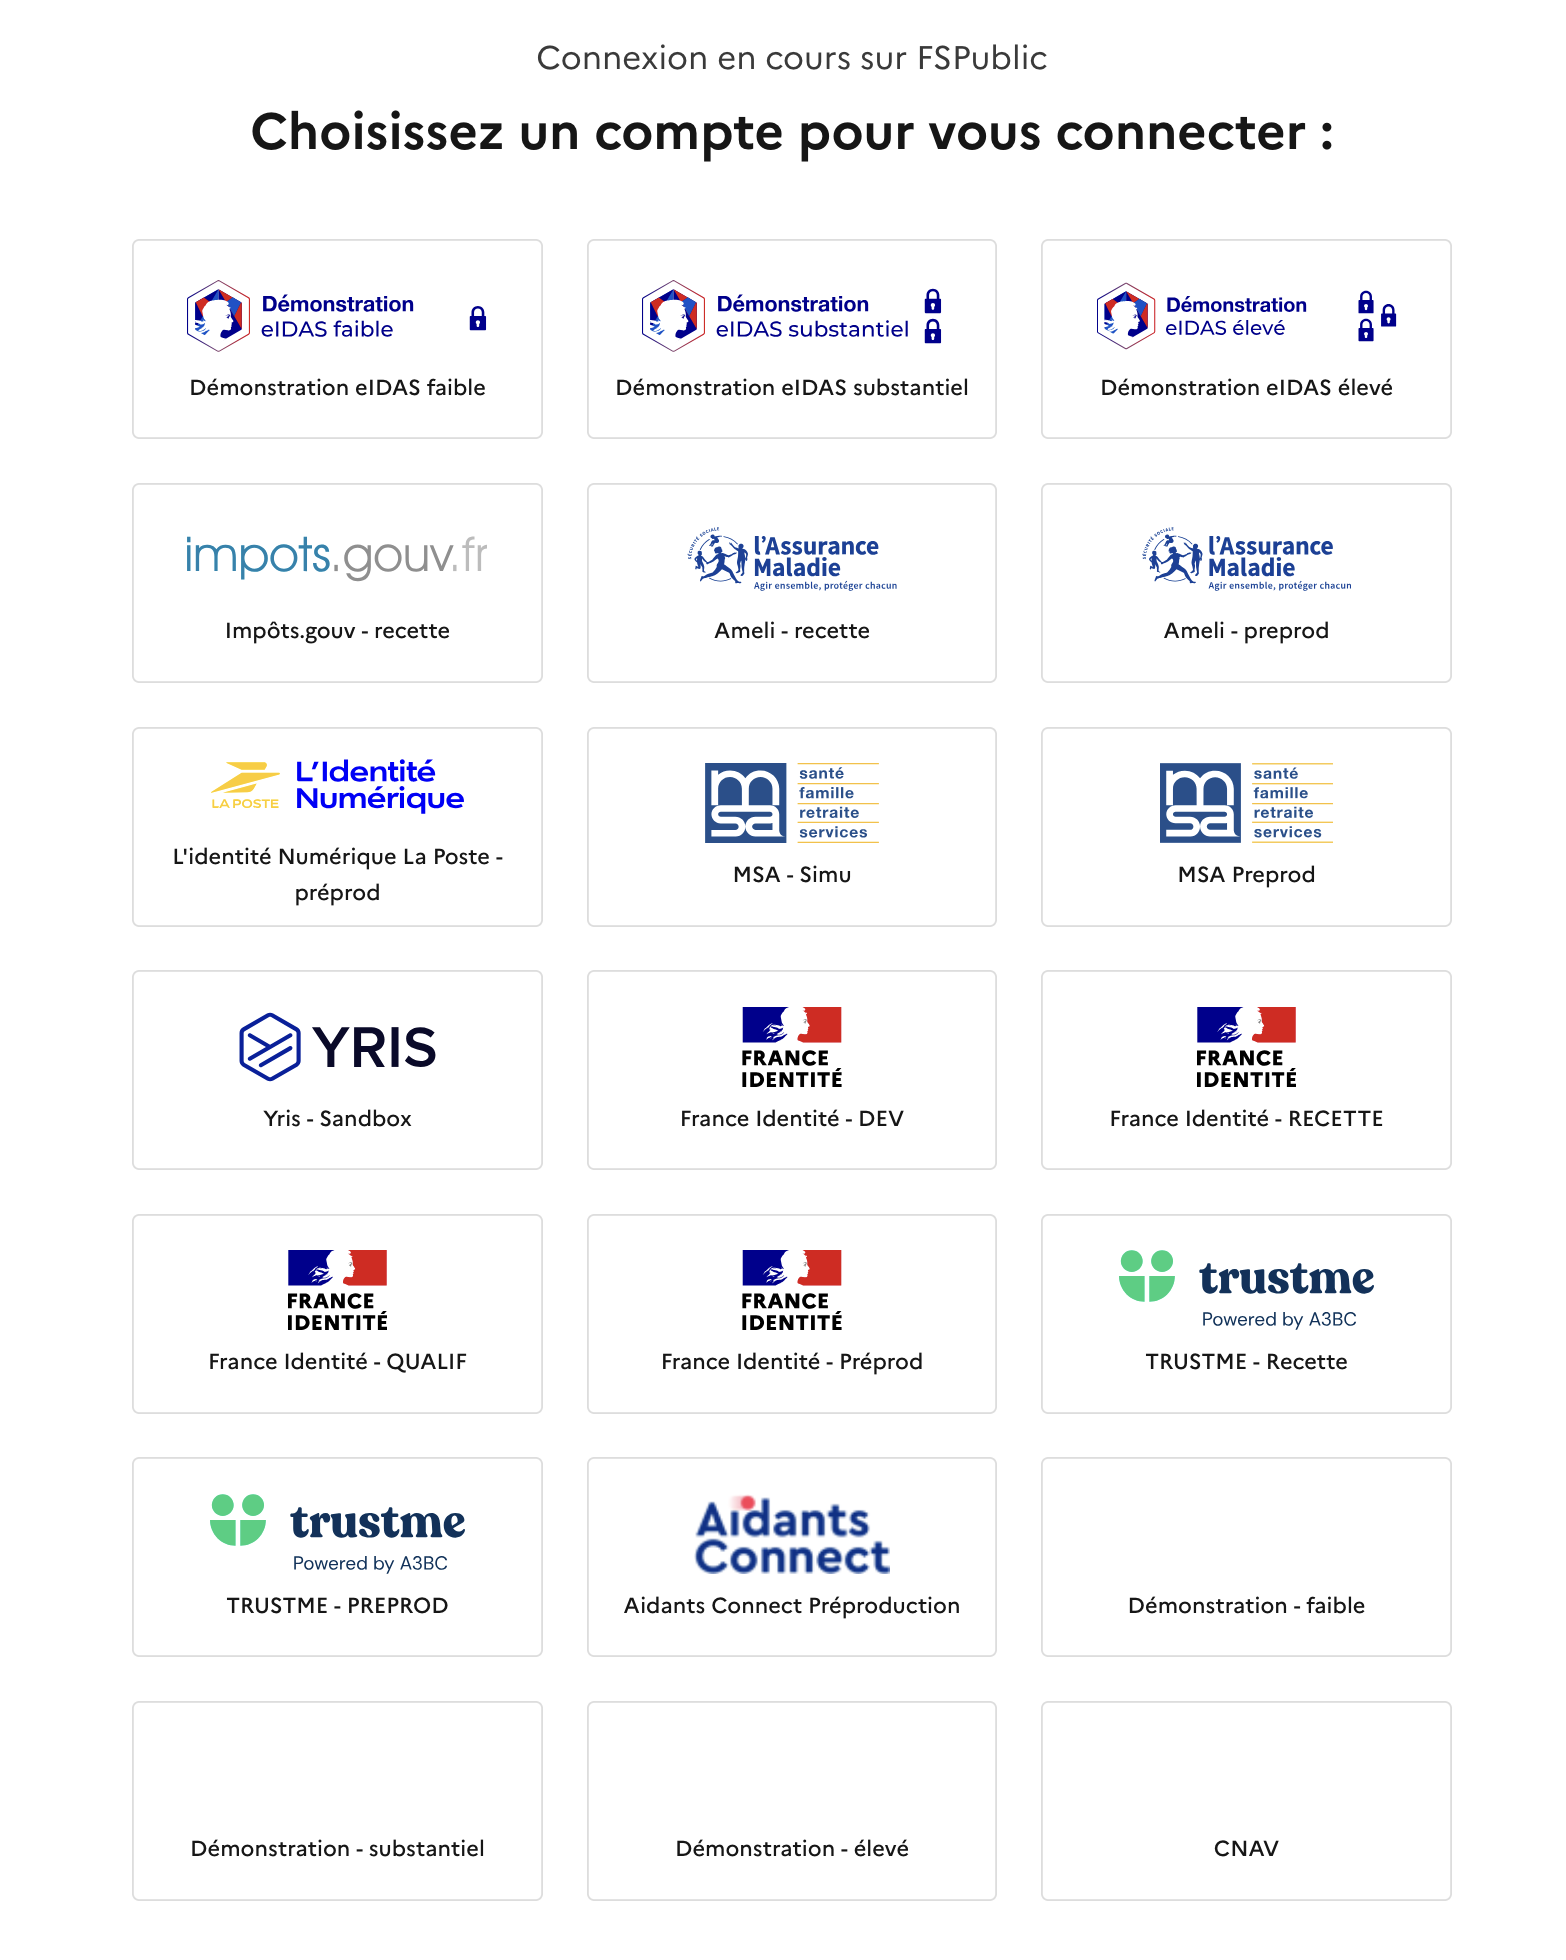 Connexion en cours sur FSPublic
Choisissez un compte pour vous connecter :
Démonstration
eIDAS faible
Démonstration eIDAS faible
Démonstration
eIDAS substantiel
Démonstration eIDAS substantiel
Démonstration
eIDAS élevé
Démonstration eIDAS élevé
impots.gouv.fr
Impôts.gouv - recette
SÉCURITÉ SOCIALE
l'Assurance
Maladie
Agir ensemble, protéger chacun
Ameli - recette
SÉCURITÉ SOCIALE
l'Assurance
Maladie
Agir ensemble, protéger chacun
Ameli - preprod
LA POSTE
L'Identité
Numérique
L'identité Numérique La Poste -
préprod
msa
santé
famille
retraite
services
MSA - Simu
msa
santé
famille
retraite
services
MSA Preprod
YRIS
Yris - Sandbox
FRANCE
IDENTITÉ
France Identité - DEV
FRANCE
IDENTITÉ
France Identité - RECETTE
FRANCE
IDENTITÉ
France Identité - QUALIF
FRANCE
IDENTITÉ
France Identité - Préprod
trustme
Powered by A3BC
TRUSTME - Recette
trustme
Powered by A3BC
TRUSTME - PREPROD
Aidants
Connect
Aidants Connect Préproduction
Démonstration - faible
Démonstration - substantiel
Démonstration - élevé
CNAV